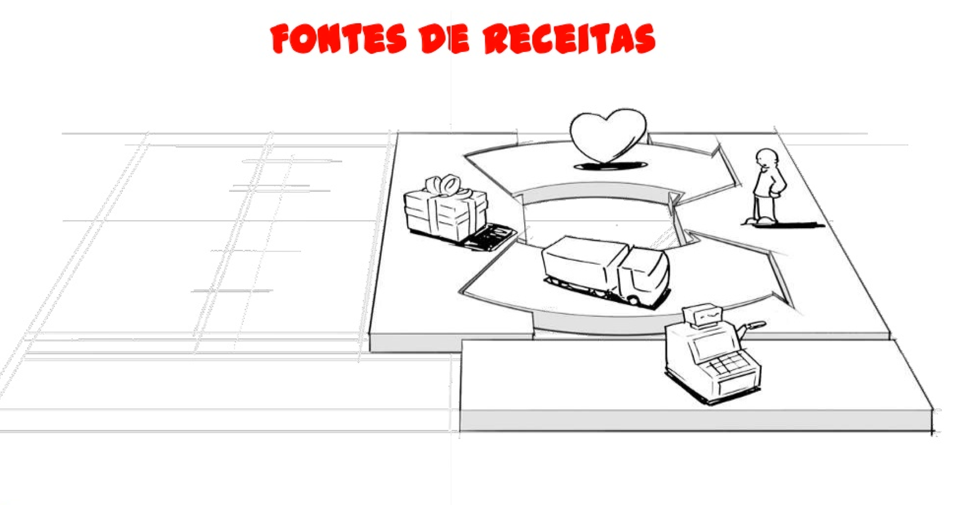 FONTES DE RECEITAS